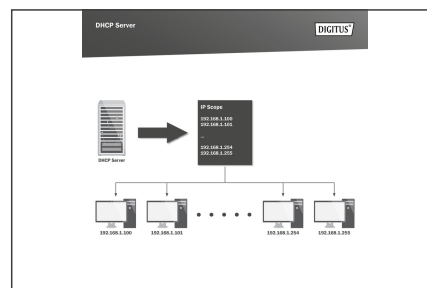 DHCP Server
DIGITUS®
IP Scope
192.168.1.100
192.168.1.101
...
192.168.1.254
192.168.1.255
DHCP Server
192.168.1.100
192.168.1.101
192.168.1.254
192.168.1.255